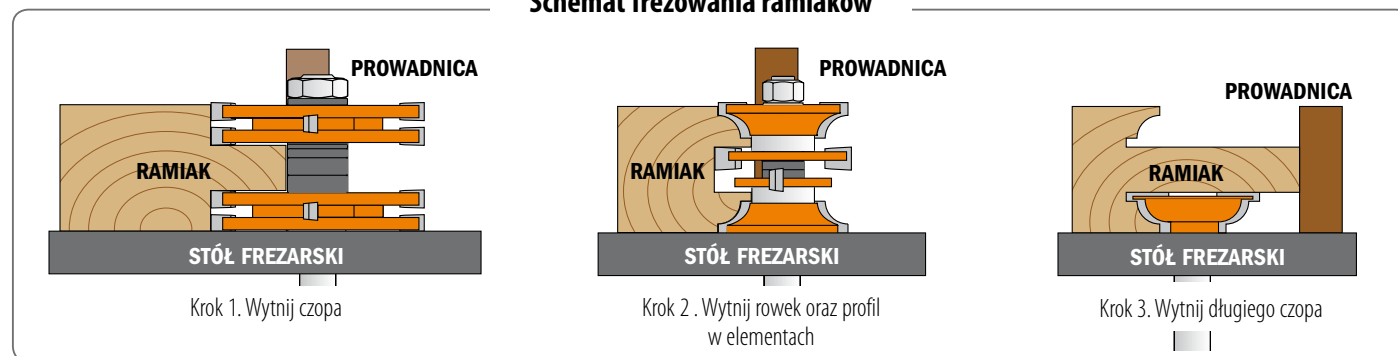 Schemat frezowania ramiaków
PROWADNICA
RAMIAK
STÓŁ FREZARSKI
Krok 1. Wytnij czopa
PROWADNICA
RAMIAK
STÓŁ FREZARSKI
Krok 2 . Wytnij rowek oraz profil
w elementach
PROWADNICA
RAMIAK
STÓŁ FREZARSKI
Krok 3. Wytnij długiego czopa